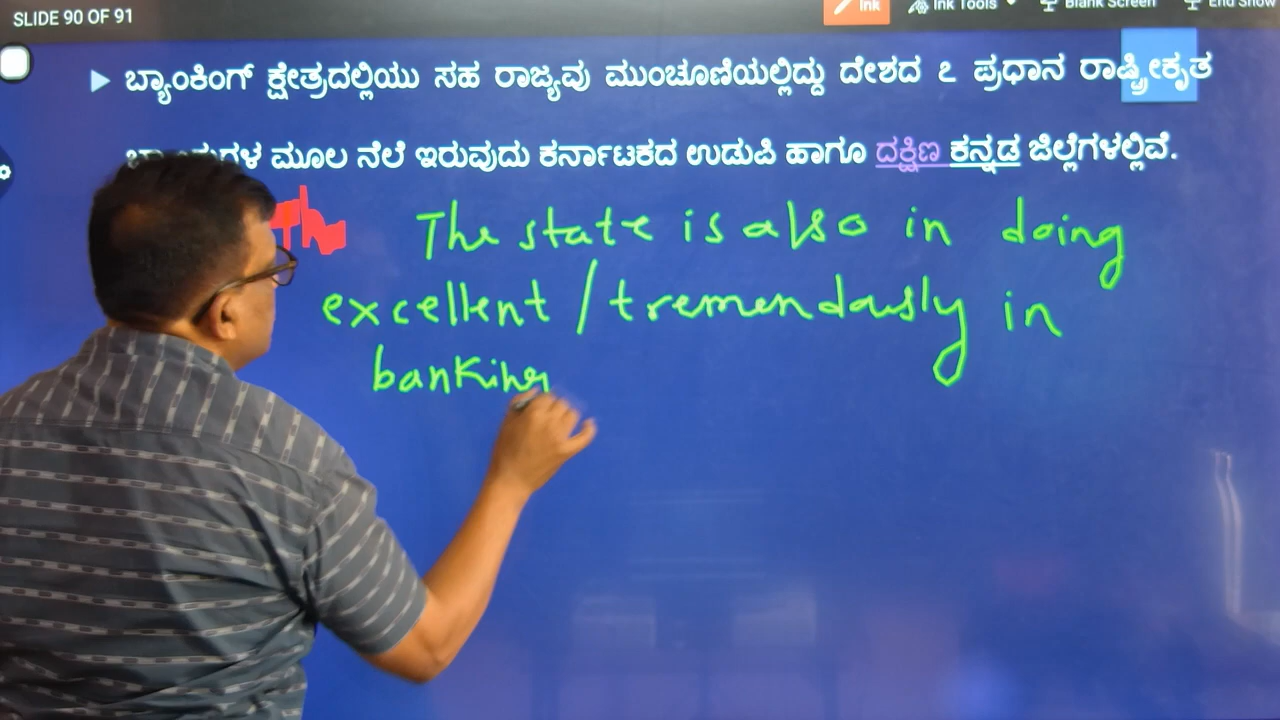 SLIDE 90 OF 91
Ink Ink Tools Blank Screen End Show
ಬ್ಯಾಂಕಿಂಗ್ ಕ್ಷೇತ್ರದಲ್ಲಿಯು ಸಹ ರಾಜ್ಯವು ಮುಂಚೂಣಿಯಲ್ಲಿದ್ದು ದೇಶದ ೭ ಪ್ರಧಾನ ರಾಷ್ಟ್ರೀಕೃತ
ಮೂಲ ನೆಲೆ ಇರುವುದು ಕರ್ನಾಟಕದ ಉಡುಪಿ ಹಾಗೂ ದಕ್ಷಿಣ ಕನ್ನಡ ಜಿಲ್ಲೆಗಳಲ್ಲಿವೆ.
Th The state is also in doing
excellent / tremendously in
banking